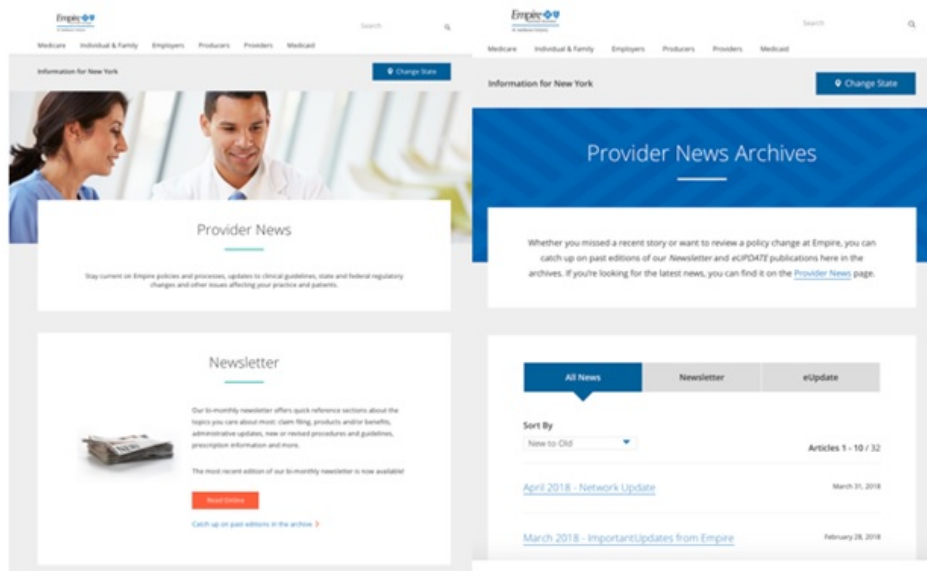 Empire
Search
Medicare Individual & Family Employers Producers Providers Medicaid
Information for New York
Change State
Provider News
Stay current on Empire policies and processes, updates to clinical guidelines, state and federal regulatory
changes and other issues affecting your practice and patients.
Newsletter
Our bi-monthly newsletter offers quick reference sections about the
topics you care about most: claim filing, products and/or benefits,
administrative updates, new or revised procedures and guidelines,
prescription information and more.
The most recent edition of our bi-monthly newsletter is now available!
Read Online
Catch up on past editions in the archive
Empire
Search
Medicare Individual & Family Employers Producers Providers Medicaid
Information for New York
Change State
Provider News Archives
Whether you missed a recent story or want to review a policy change at Empire, you can
catch up on past editions of our Newsletter and eUPDATE publications here in the
archives. If you're looking for the latest news, you can find it on the Provider News page.
All News Newsletter eUpdate
Sort By
New to Old
Articles 1 - 10 / 32
April 2018 - Network Update March 31, 2018
March 2018 - ImportantUpdates from Empire February 28, 2018